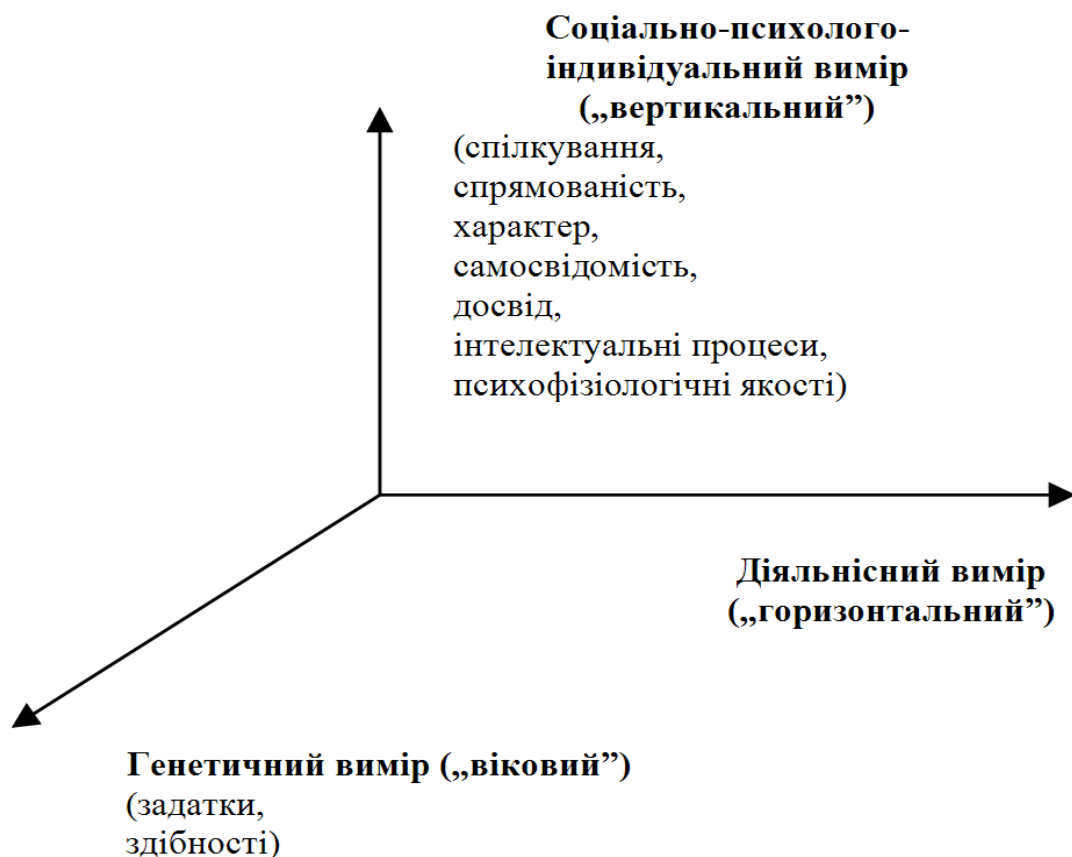 Соціально-психолого-
індивідуальний вимір
(„вертикальний”)
(спілкування,
спрямованість,
характер,
самосвідомість,
досвід,
інтелектуальні процеси,
психофізіологічні якості)
Діяльнісний вимір
(„горизонтальний”)
Генетичний вимір („віковий”)
(задатки,
здібності)